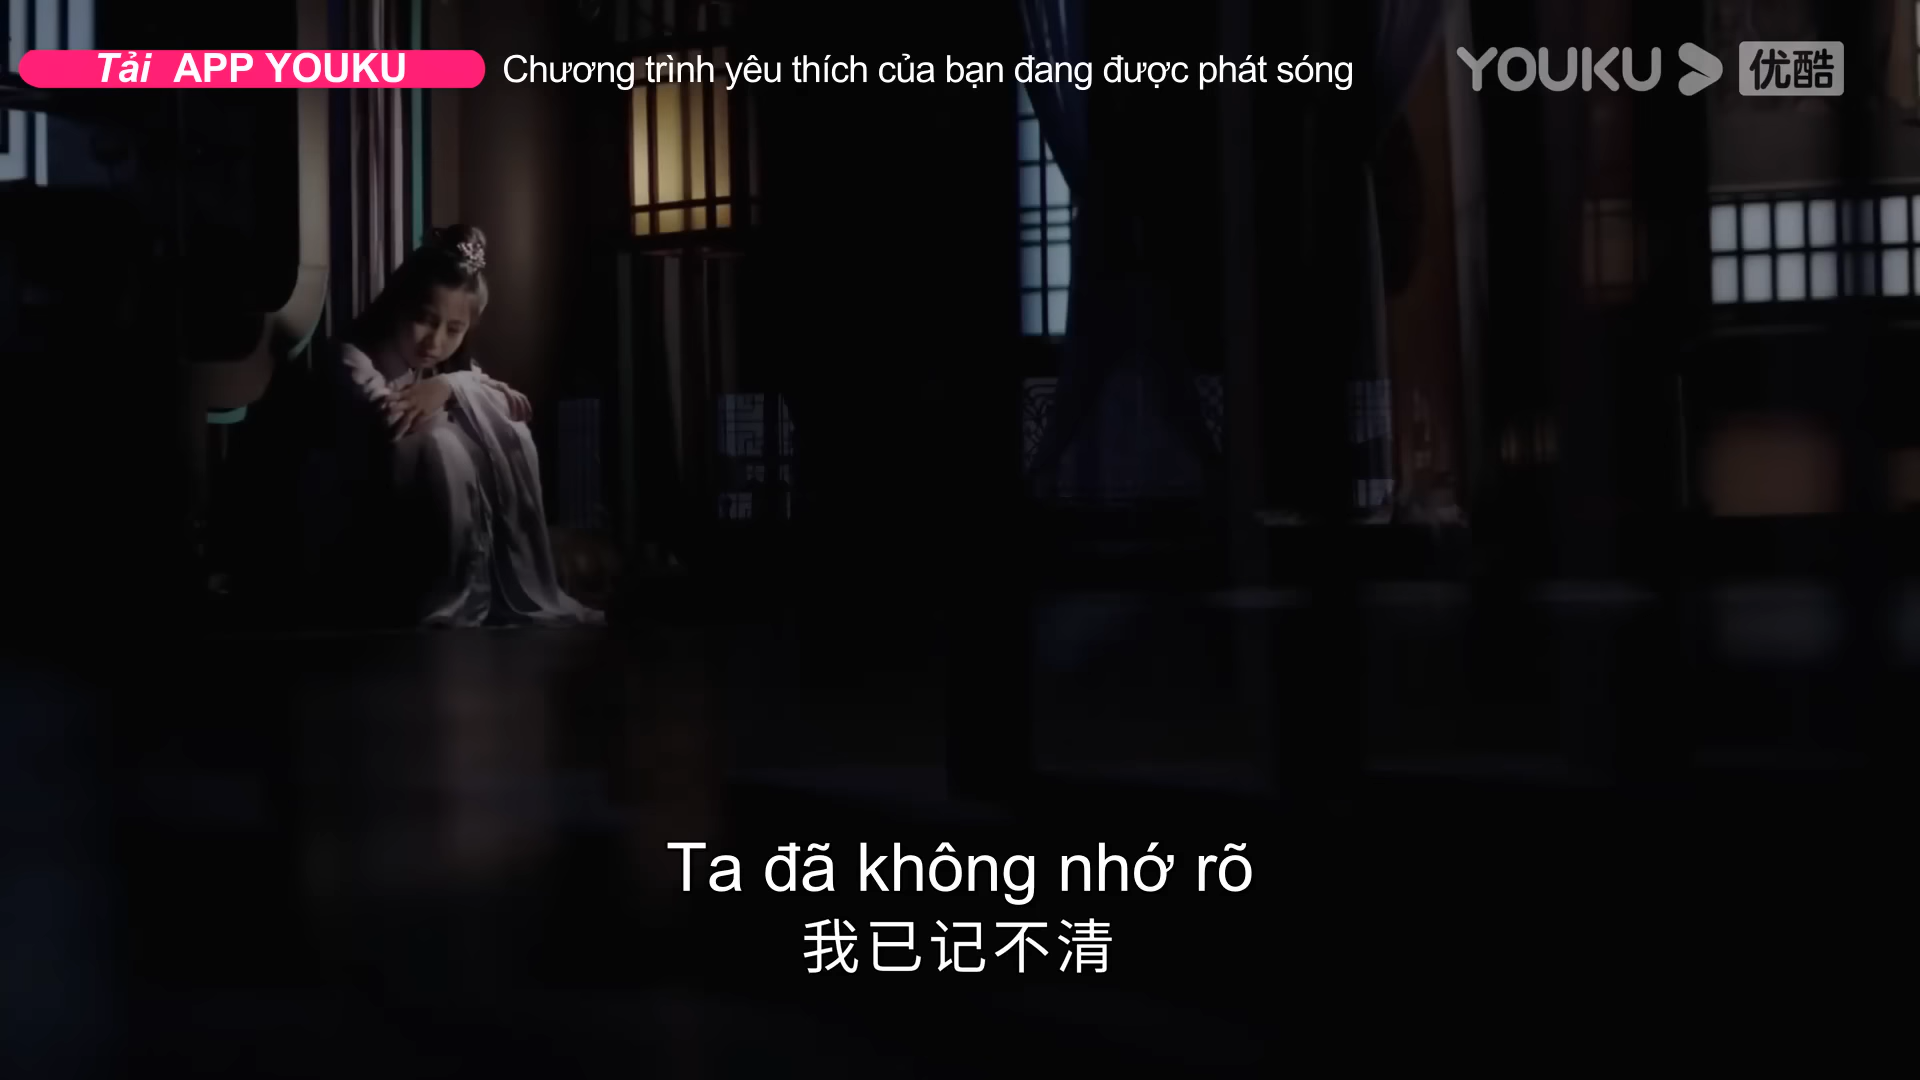 Tải APP YOUKU Chương trình yêu thích của bạn đang được phát sóng YOUKU 优酷
Ta đã không nhớ rõ
我已记不清